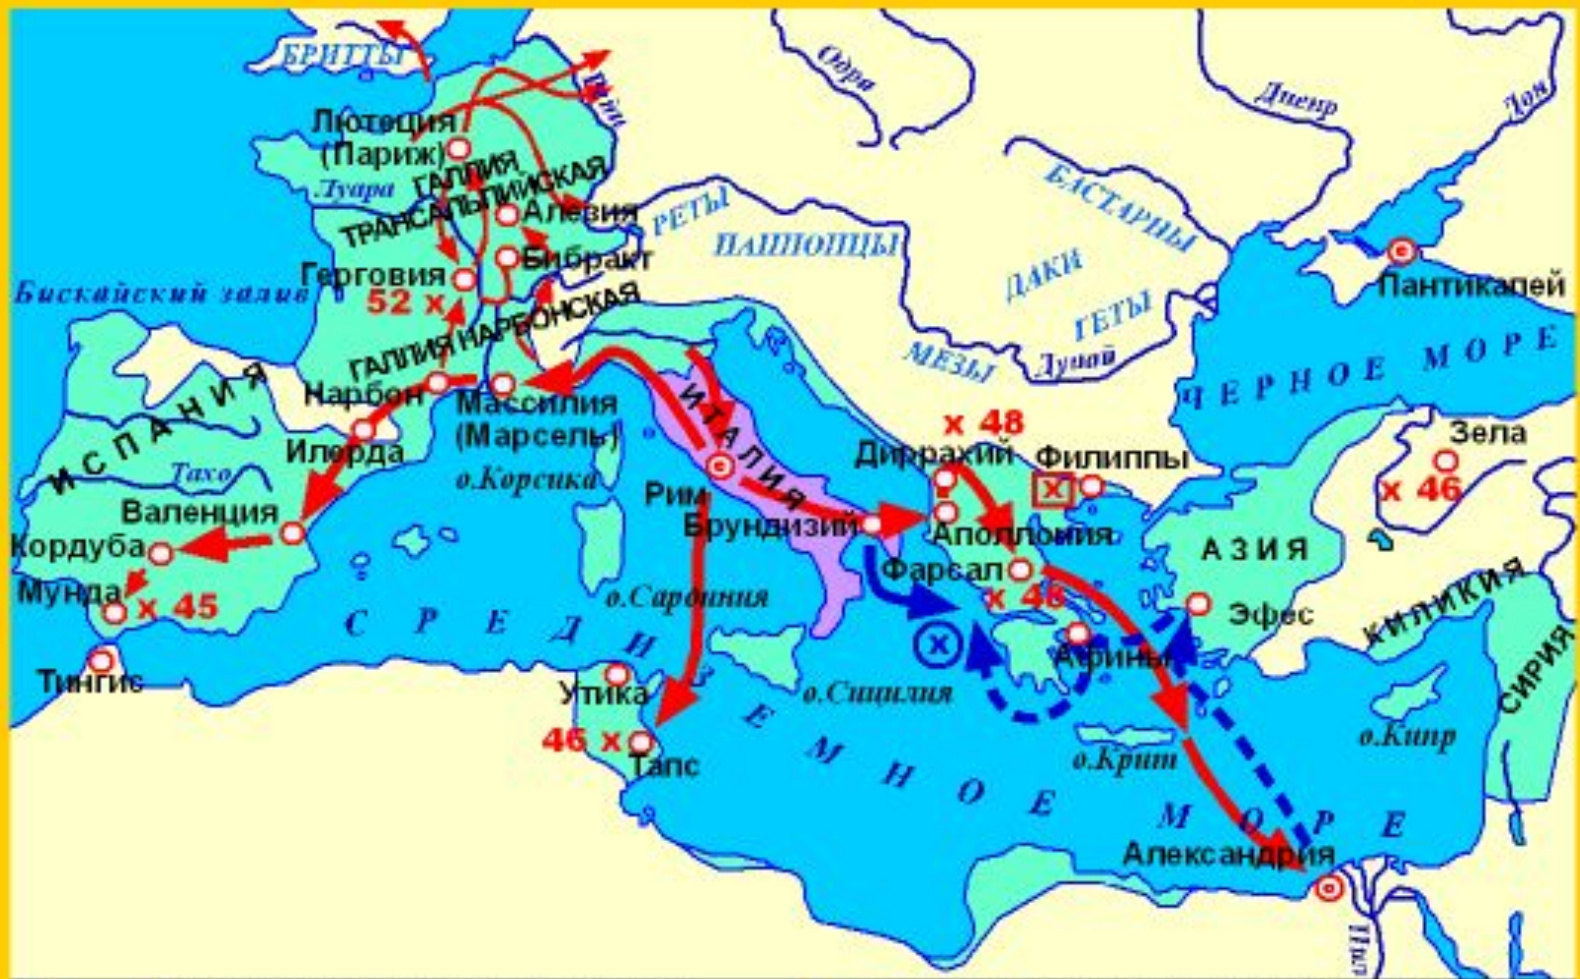 БРИТТЫ
Одра
Днепр
Дон
Рейн
Лютеция
(Париж)
Луара
ГАЛЛИЯ
ТРАНСАЛЬПИЙСКАЯ
Алезия
Бибракт
Герговия
52 x
ГАЛЛИЯ НАРБОНСКАЯ
РЕТЫ
ПАННОНЦЫ
БАСТАРНЫ
ДАКИ
ГЕТЫ
МЕЗЫ
Дунай
Пантикапей
Бискайский залив
ЧЕРНОЕ МОРЕ
ИСПАНИЯ
Нарбон
Массилия
(Марсель)
Илерда
Тахо
Валенция
Кордуба
Мунда
x 45
Тингис
о.Корсика
ИТАЛИЯ
Рим
Брундизий
x 48
Диррахий
Филиппы
x
Аполлония
Фарсал
x 48
Зела
x 46
АЗИЯ
Эфес
КИЛИКИЯ
СИРИЯ
Афины
x
о.Сардиния
о.Сицилия
Утика
46 x
Тапс
СРЕДИЗЕМНОЕ МОРЕ
о.Крит
о.Кипр
Александрия
Нил